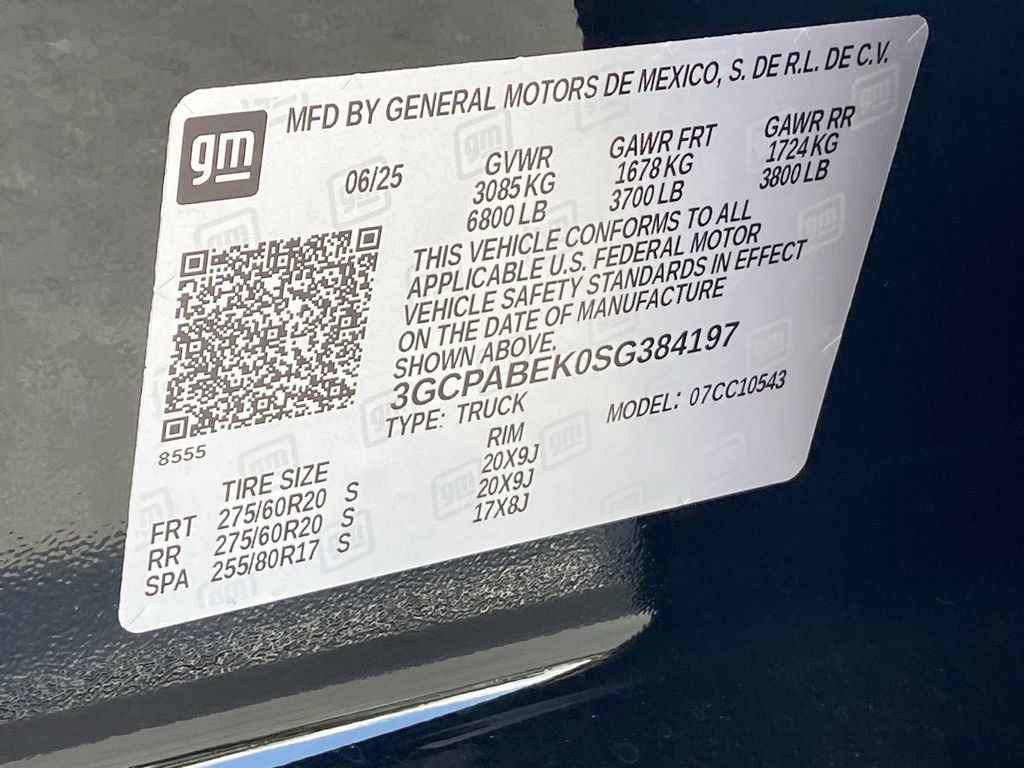 gm
MFD BY GENERAL MOTORS DE MEXICO, S. DE R.L. DE C.V.
06/25 GVWR GAWR FRT GAWR RR
3085 KG 1678 KG 1724 KG
6800 LB 3700 LB 3800 LB
THIS VEHICLE CONFORMS TO ALL
APPLICABLE U.S. FEDERAL MOTOR
VEHICLE SAFETY STANDARDS IN EFFECT
ON THE DATE OF MANUFACTURE
SHOWN ABOVE.
3GCPABEK0SG384197
TYPE: TRUCK MODEL: 07CC10543
8555
TIRE SIZE RIM
FRT 275/60R20 S 20X9J
RR 275/60R20 S 20X9J
SPA 255/80R17 S 17X8J